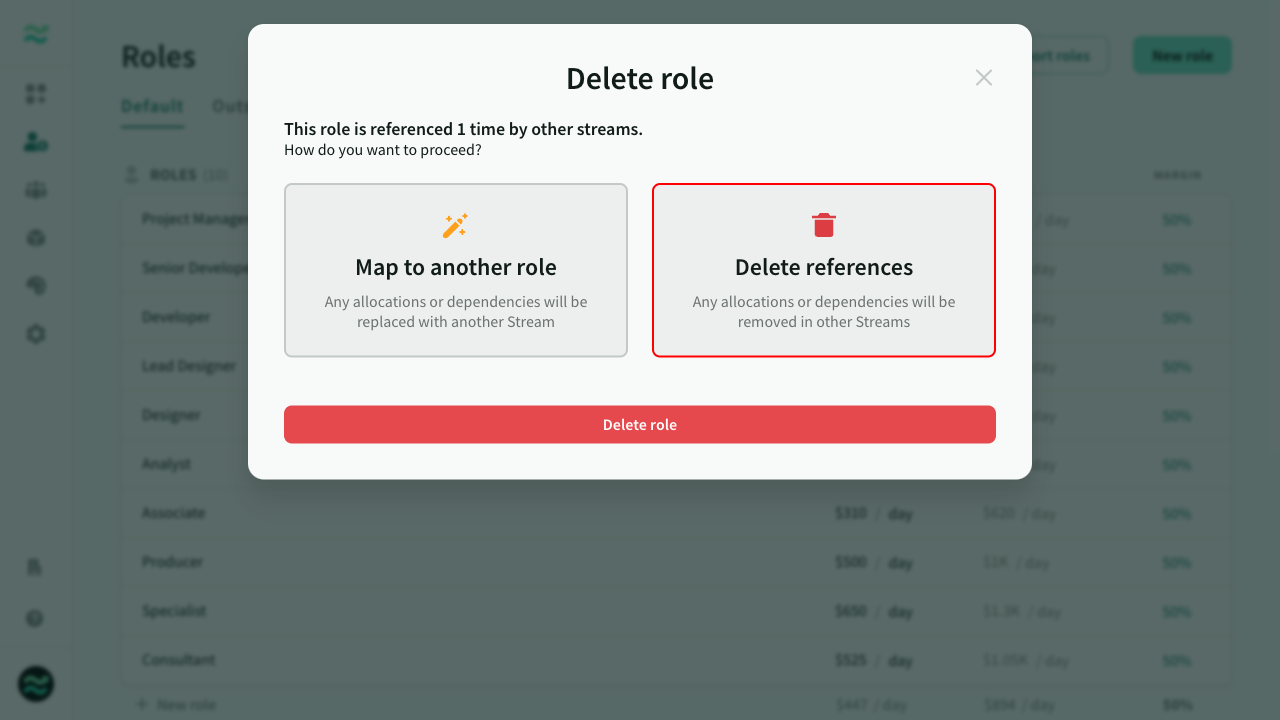 Roles
ort roles
New role
Default
Delete role
This role is referenced 1 time by other streams.
How do you want to proceed?
ROLES (10)
MARGIN
Map to another role
Any allocations or dependencies will be
replaced with another Stream
Delete references
Any allocations or dependencies will be
removed in other Streams
Delete role
Project Manager
/ day
50%
Senior Develope
day
50%
Developer
day
50%
Lead Designer
day
50%
Designer
day
50%
Analyst
day
50%
Associate $310 / day $620 / day 50%
Producer $500 / day $1K / day 50%
Specialist $650 / day $1.3K / day 50%
Consultant $525 / day $1.05K / day 50%
New role $447 / day $894 / day 50%